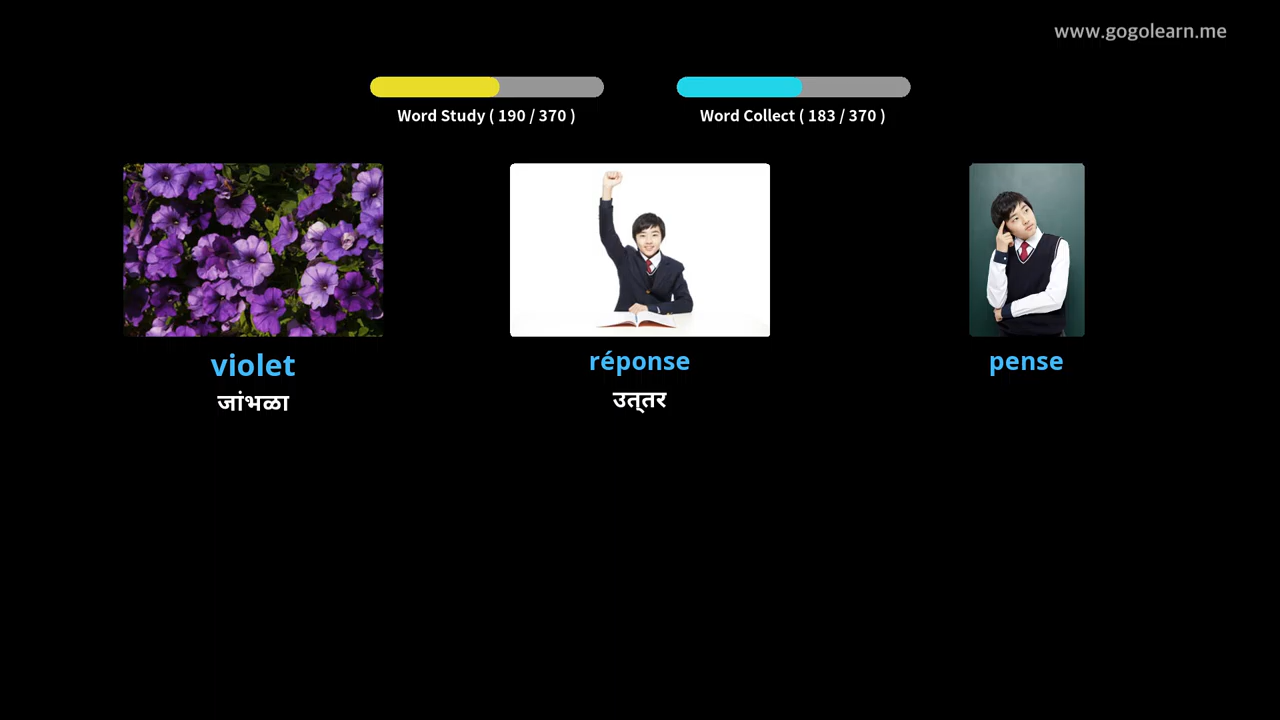 www.gogolearn.me
Word Study ( 190 / 370 )
Word Collect ( 183 / 370 )
violet
réponse
pense
जांभळा
उत्तर